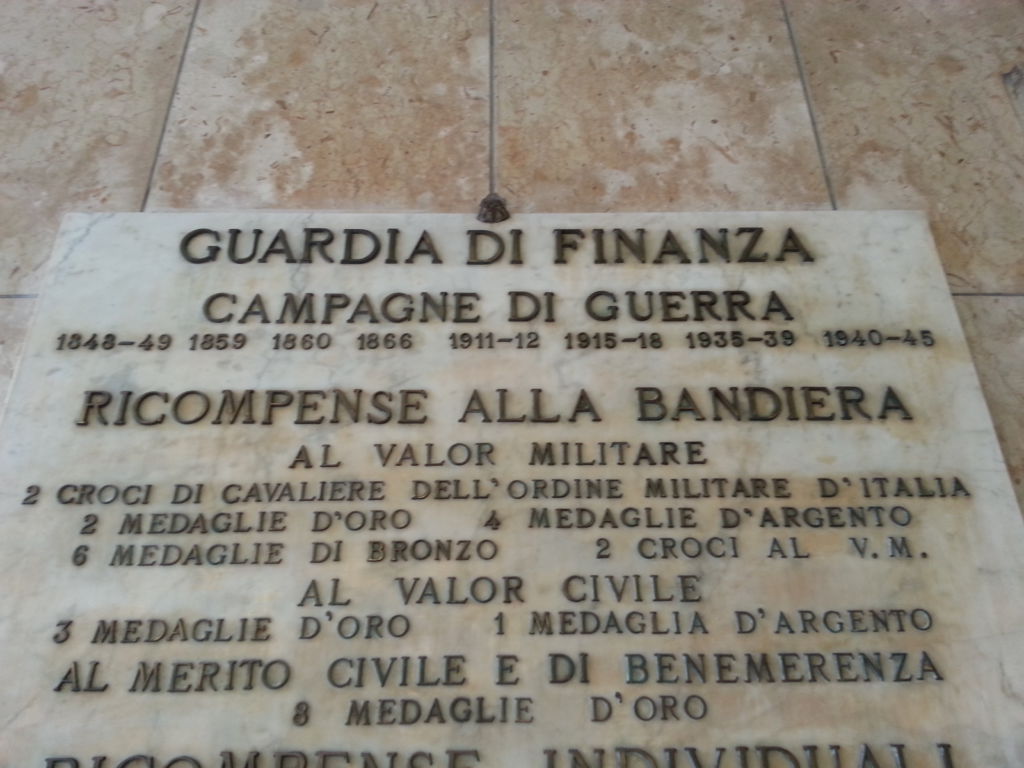 GUARDIA DI FINANZA
CAMPAGNE DI GUERRA
1848-49 1859 1860 1866 1911-12 1915-18 1935-39 1940-45
RICOMPENSE ALLA BANDIERA
AL VALOR MILITARE
2 CROCI DI CAVALIERE DELL'ORDINE MILITARE D'ITALIA
2 MEDAGLIE D'ORO 4 MEDAGLIE D'ARGENTO
6 MEDAGLIE DI BRONZO 2 CROCI AL V.M.
AL VALOR CIVILE
3 MEDAGLIE D'ORO 1 MEDAGLIA D'ARGENTO
AL MERITO CIVILE E DI BENEMERENZA
8 MEDAGLIE D'ORO
RICOMPENSE INDIVIDUALI